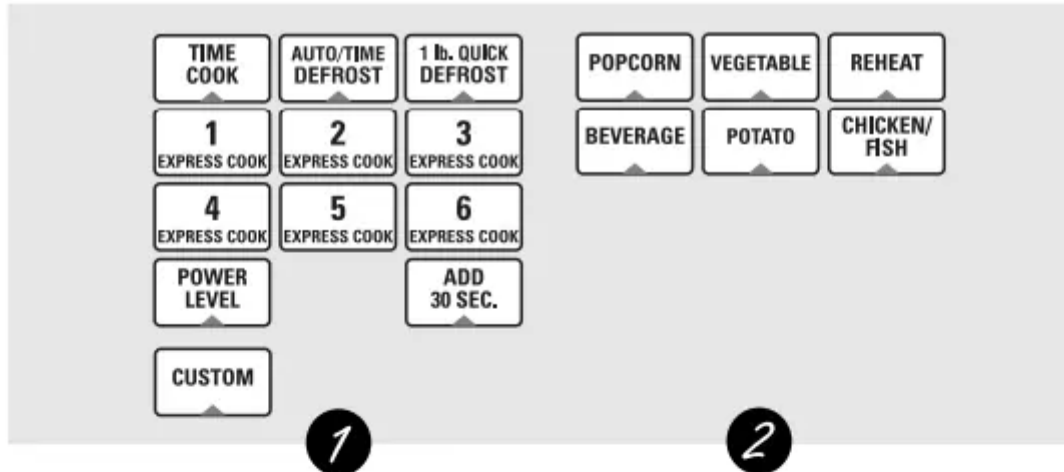 TIME
COOK
AUTO/TIME
DEFROST
1 lb. QUICK
DEFROST
1
EXPRESS COOK
2
EXPRESS COOK
3
EXPRESS COOK
4
EXPRESS COOK
5
EXPRESS COOK
6
EXPRESS COOK
POWER
LEVEL
ADD
30 SEC.
CUSTOM
1
POPCORN
VEGETABLE
REHEAT
BEVERAGE
POTATO
CHICKEN/
FISH
2